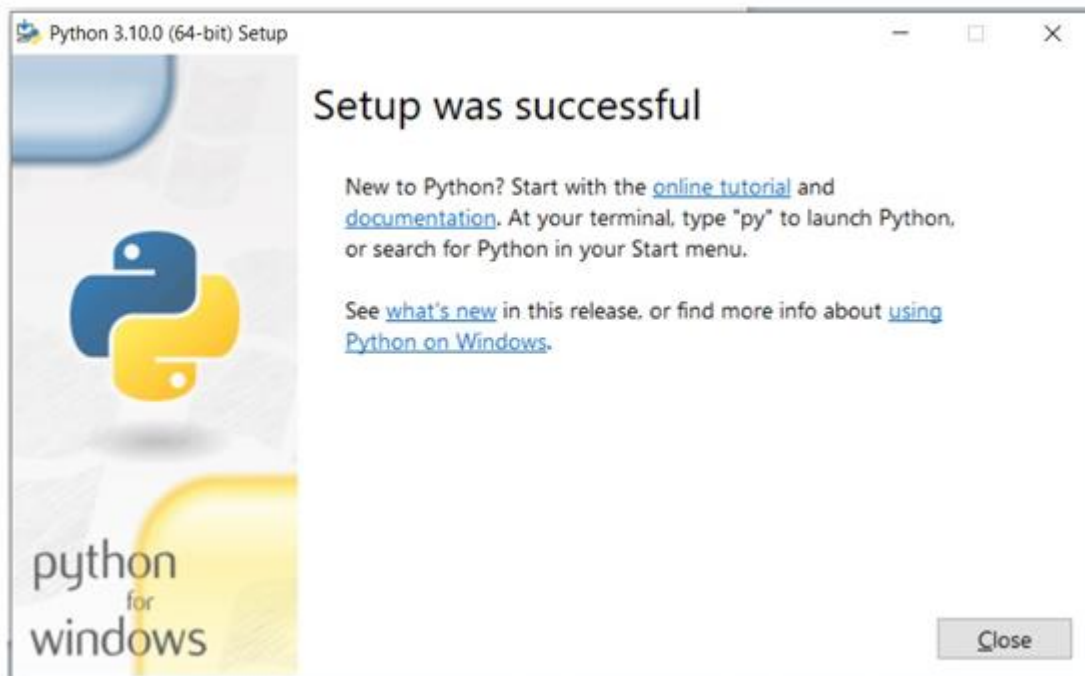 Python 3.10.0 (64-bit) Setup
Setup was successful
New to Python? Start with the online tutorial and
documentation. At your terminal, type "py" to launch Python,
or search for Python in your Start menu.
See what's new in this release, or find more info about using
Python on Windows.
python
for
windows
Close